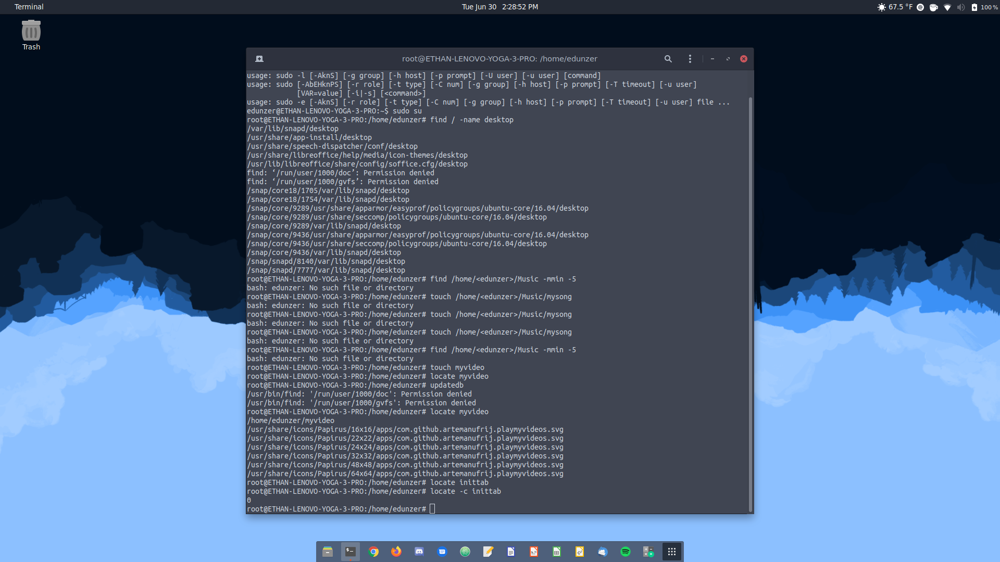 Terminal
Tue Jun 30   2:28:52 PM
67.5 °F
100 %
Trash
root@ETHAN-LENOVO-YOGA-3-PRO: /home/edunzer
usage: sudo -l [-AknS] [-g group] [-h host] [-p prompt] [-U user] [-u user] [command]
usage: sudo [-AbEHknPS] [-r role] [-t type] [-C num] [-g group] [-h host] [-p prompt] [-T timeout] [-u user]
            [VAR=value] [-i|-s] [<command>]
usage: sudo -e [-AknS] [-r role] [-t type] [-C num] [-g group] [-h host] [-p prompt] [-T timeout] [-u user] file ...
edunzer@ETHAN-LENOVO-YOGA-3-PRO:~$ sudo su
root@ETHAN-LENOVO-YOGA-3-PRO:/home/edunzer# find / -name desktop
/var/lib/snapd/desktop
/usr/share/app-install/desktop
/usr/share/speech-dispatcher/conf/desktop
/usr/share/libreoffice/help/media/icon-themes/desktop
/usr/lib/libreoffice/share/config/soffice.cfg/desktop
find: ‘/run/user/1000/doc’: Permission denied
find: ‘/run/user/1000/gvfs’: Permission denied
/snap/core18/1705/var/lib/snapd/desktop
/snap/core18/1754/var/lib/snapd/desktop
/snap/core/9289/usr/share/apparmor/easyprof/policygroups/ubuntu-core/16.04/desktop
/snap/core/9289/usr/share/seccomp/policygroups/ubuntu-core/16.04/desktop
/snap/core/9289/var/lib/snapd/desktop
/snap/core/9436/usr/share/apparmor/easyprof/policygroups/ubuntu-core/16.04/desktop
/snap/core/9436/usr/share/seccomp/policygroups/ubuntu-core/16.04/desktop
/snap/core/9436/var/lib/snapd/desktop
/snap/snapd/8140/var/lib/snapd/desktop
/snap/snapd/7777/var/lib/snapd/desktop
root@ETHAN-LENOVO-YOGA-3-PRO:/home/edunzer# find /home/<edunzer>/Music -mmin -5
bash: edunzer: No such file or directory
root@ETHAN-LENOVO-YOGA-3-PRO:/home/edunzer# touch /home/<edunzer>/Music/mysong
bash: edunzer: No such file or directory
root@ETHAN-LENOVO-YOGA-3-PRO:/home/edunzer# touch /home/<edunzer>/Music/mysong
bash: edunzer: No such file or directory
root@ETHAN-LENOVO-YOGA-3-PRO:/home/edunzer# touch /home/<edunzer>/Music/mysong
bash: edunzer: No such file or directory
root@ETHAN-LENOVO-YOGA-3-PRO:/home/edunzer# find /home/<edunzer>/Music -mmin -5
bash: edunzer: No such file or directory
root@ETHAN-LENOVO-YOGA-3-PRO:/home/edunzer# touch myvideo
root@ETHAN-LENOVO-YOGA-3-PRO:/home/edunzer# locate myvideo
root@ETHAN-LENOVO-YOGA-3-PRO:/home/edunzer# updatedb
/usr/bin/find: '/run/user/1000/doc': Permission denied
/usr/bin/find: '/run/user/1000/gvfs': Permission denied
root@ETHAN-LENOVO-YOGA-3-PRO:/home/edunzer# locate myvideo
/home/edunzer/myvideo
/usr/share/icons/Papirus/16x16/apps/com.github.artemanufrij.playmyvideos.svg
/usr/share/icons/Papirus/22x22/apps/com.github.artemanufrij.playmyvideos.svg
/usr/share/icons/Papirus/24x24/apps/com.github.artemanufrij.playmyvideos.svg
/usr/share/icons/Papirus/32x32/apps/com.github.artemanufrij.playmyvideos.svg
/usr/share/icons/Papirus/48x48/apps/com.github.artemanufrij.playmyvideos.svg
/usr/share/icons/Papirus/64x64/apps/com.github.artemanufrij.playmyvideos.svg
root@ETHAN-LENOVO-YOGA-3-PRO:/home/edunzer# locate inittab
root@ETHAN-LENOVO-YOGA-3-PRO:/home/edunzer# locate -c inittab
0
root@ETHAN-LENOVO-YOGA-3-PRO:/home/edunzer#